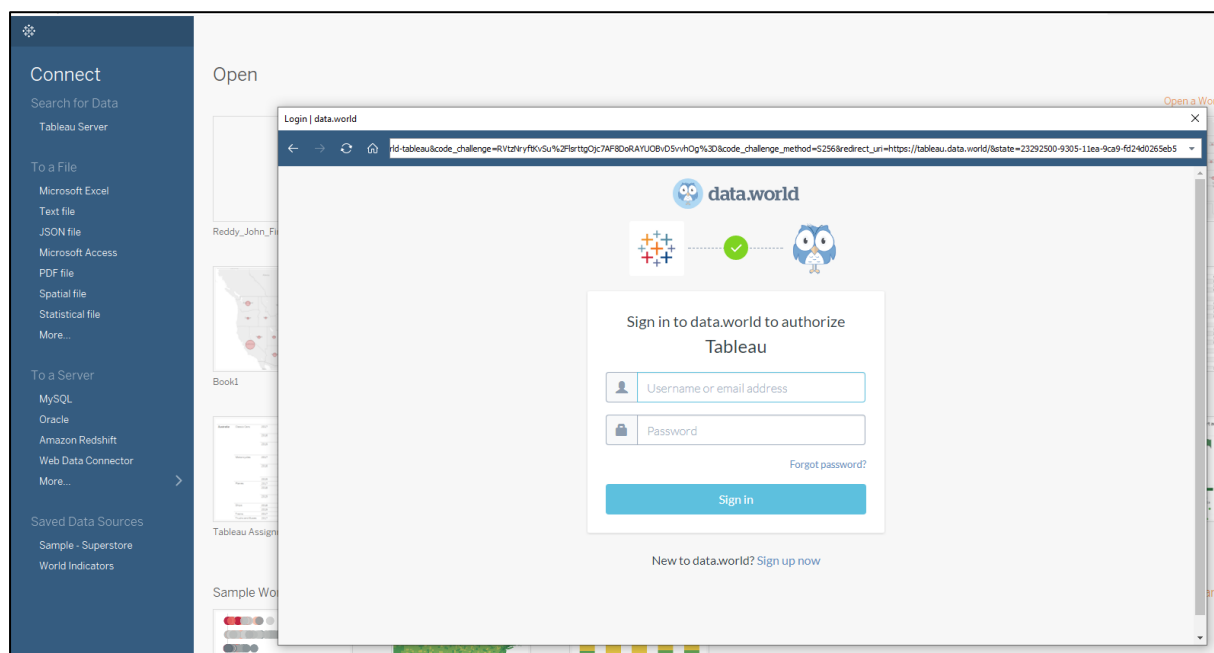 Connect
Search for Data
Tableau Server
To a File
Microsoft Excel
Text file
JSON file
Microsoft Access
PDF file
Spatial file
Statistical file
More...
To a Server
MySQL
Oracle
Amazon Redshift
Web Data Connector
More...
Saved Data Sources
Sample - Superstore
World Indicators
Open
Open a Wo
Reddy_John_Fi
Book1
Tableau Assign
Sample Wo
Login | data.world
rld-tableau&code_challenge=RVtzNryftKvSu%2FlsrttgOjc7AF8DoRAYUOBvD5vvhOg%3D&code_challenge_method=S256&redirect_uri=https://tableau.data.world/&state=23292500-9305-11ea-9ca9-fd24d0265eb5
data.world
Sign in to data.world to authorize
Tableau
Username or email address
Password
Forgot password?
Sign in
New to data.world? Sign up now